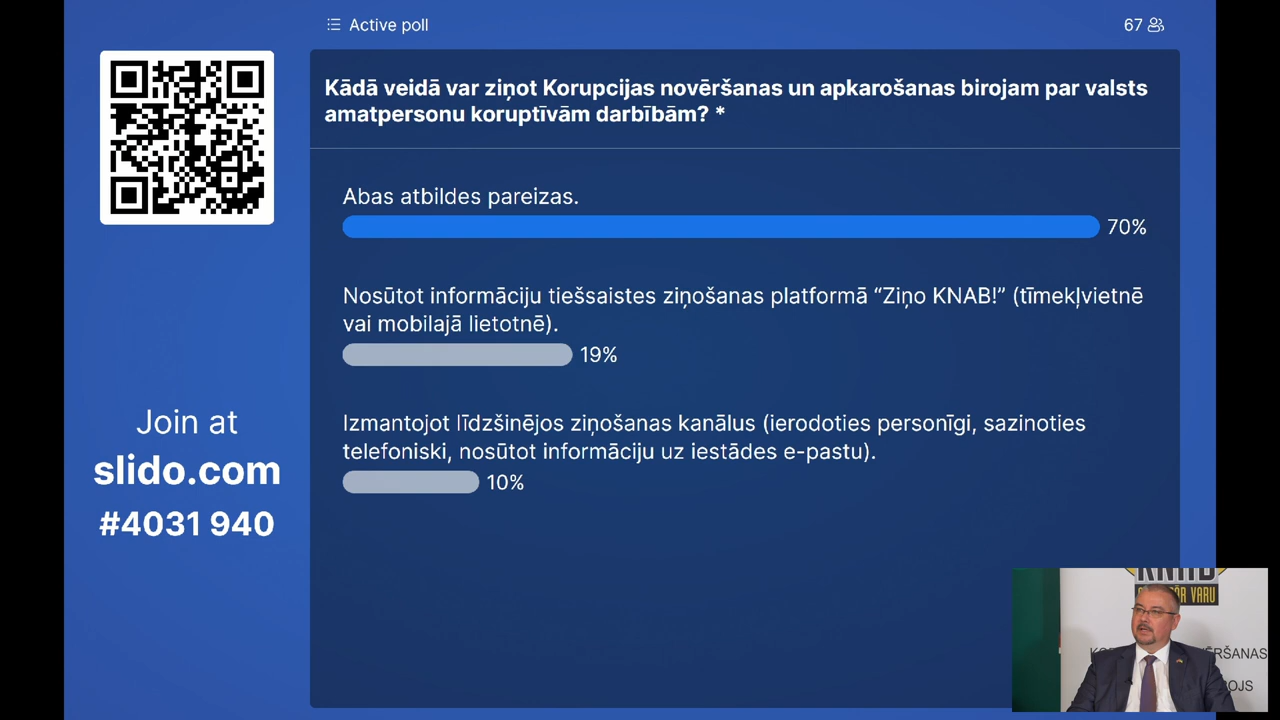 Active poll
67
Kādā veidā var ziņot Korupcijas novēršanas un apkarošanas birojam par valsts
amatpersonu koruptīvām darbībām? *
Abas atbildes pareizas.
70%
Nosūtot informāciju tiešsaistes ziņošanas platformā “Ziņo KNAB!” (tīmekļvietnē
vai mobilajā lietotnē).
19%
Izmantojot līdzšinējos ziņošanas kanālus (ierodoties personīgi, sazinoties
telefoniski, nosūtot informāciju uz iestādes e-pastu).
10%
Join at
slido.com
#4031 940
KNAB
VARU